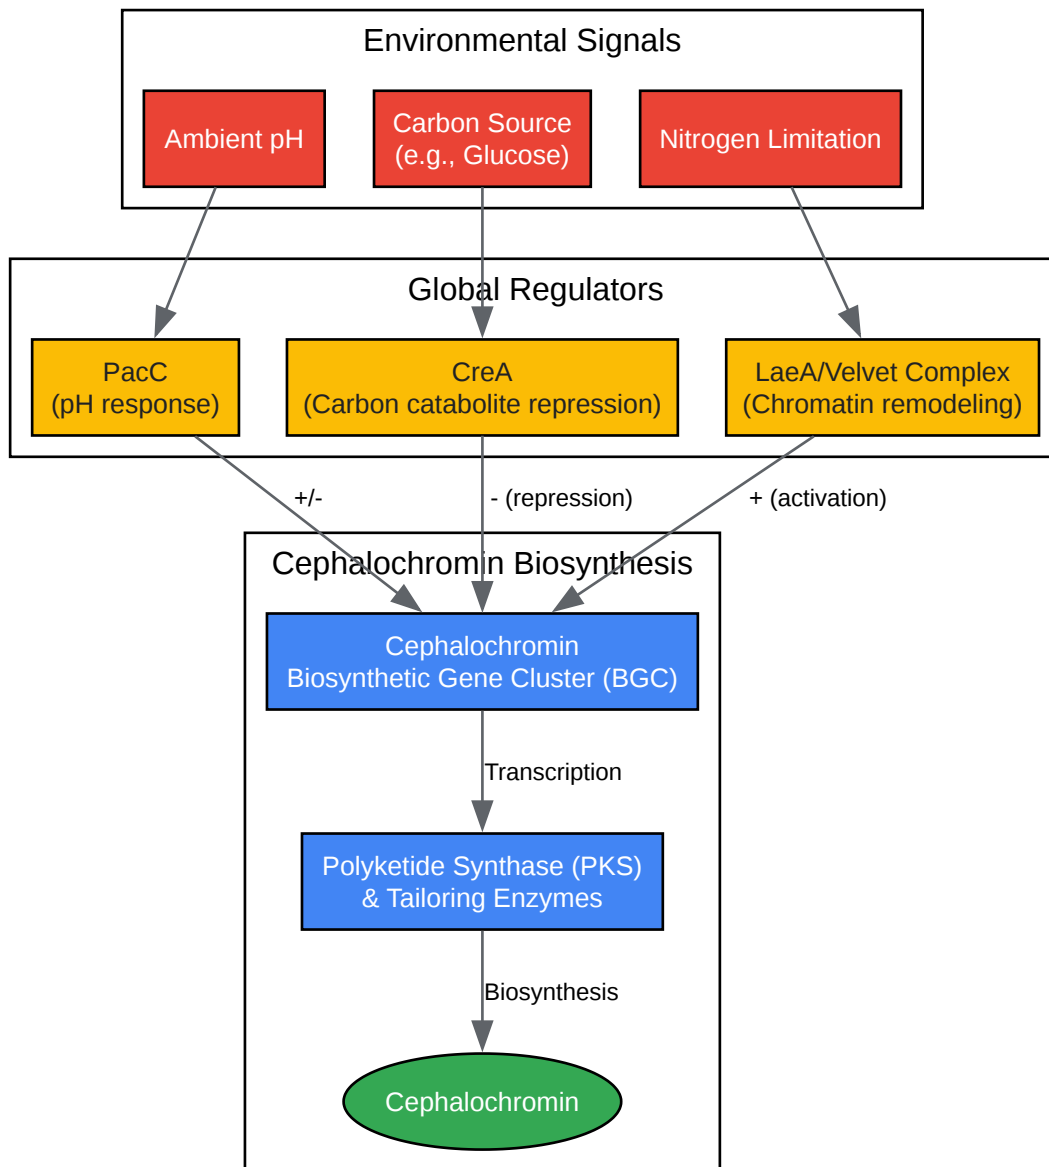 Environmental Signals
Ambient pH
Carbon Source
(e.g., Glucose)
Nitrogen Limitation
Global Regulators
PacC
(pH response)
CreA
(Carbon catabolite repression)
LaeA/Velvet Complex
(Chromatin remodeling)
+/-
- (repression)
+ (activation)
Cephalochromin Biosynthesis
Cephalochromin
Biosynthetic Gene Cluster (BGC)
Transcription
Polyketide Synthase (PKS)
& Tailoring Enzymes
Biosynthesis
Cephalochromin